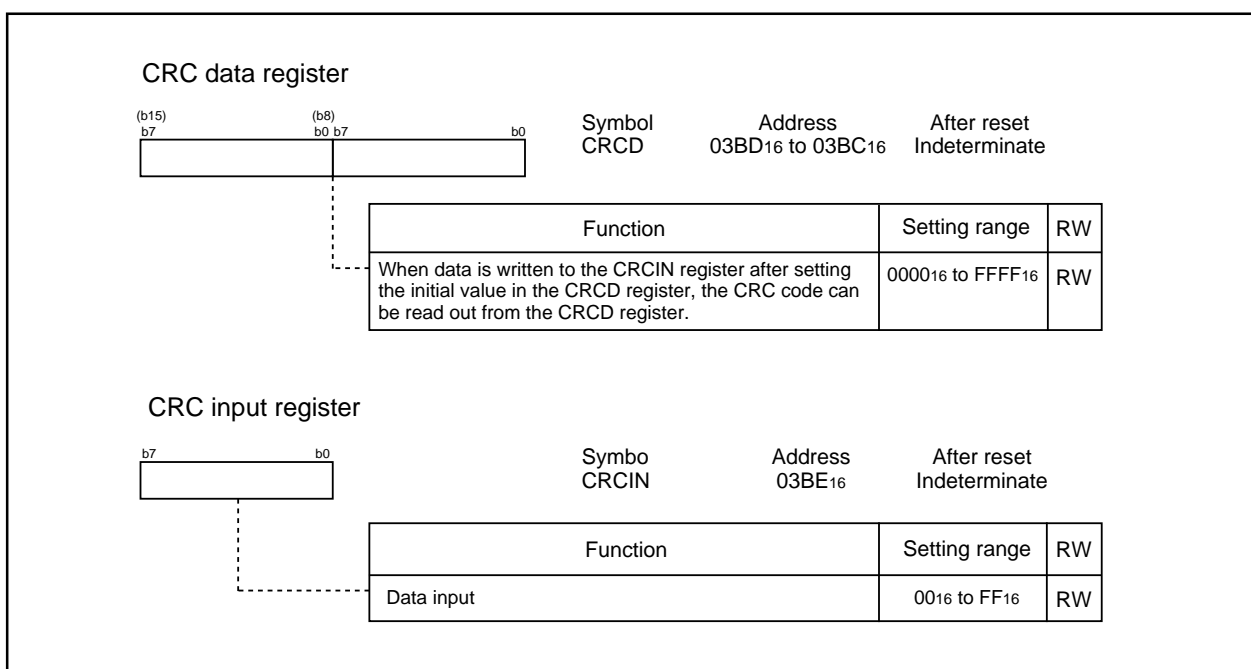 CRC data register
(b15) (b8)
b7 b0 b7 b0
Symbol Address After reset
CRCD 03BD16 to 03BC16 Indeterminate
Function Setting range RW
When data is written to the CRCIN register after setting
the initial value in the CRCD register, the CRC code can
be read out from the CRCD register.
000016 to FFFF16 RW
CRC input register
b7 b0
Symbo Address After reset
CRCIN 03BE16 Indeterminate
Function Setting range RW
Data input 0016 to FF16 RW